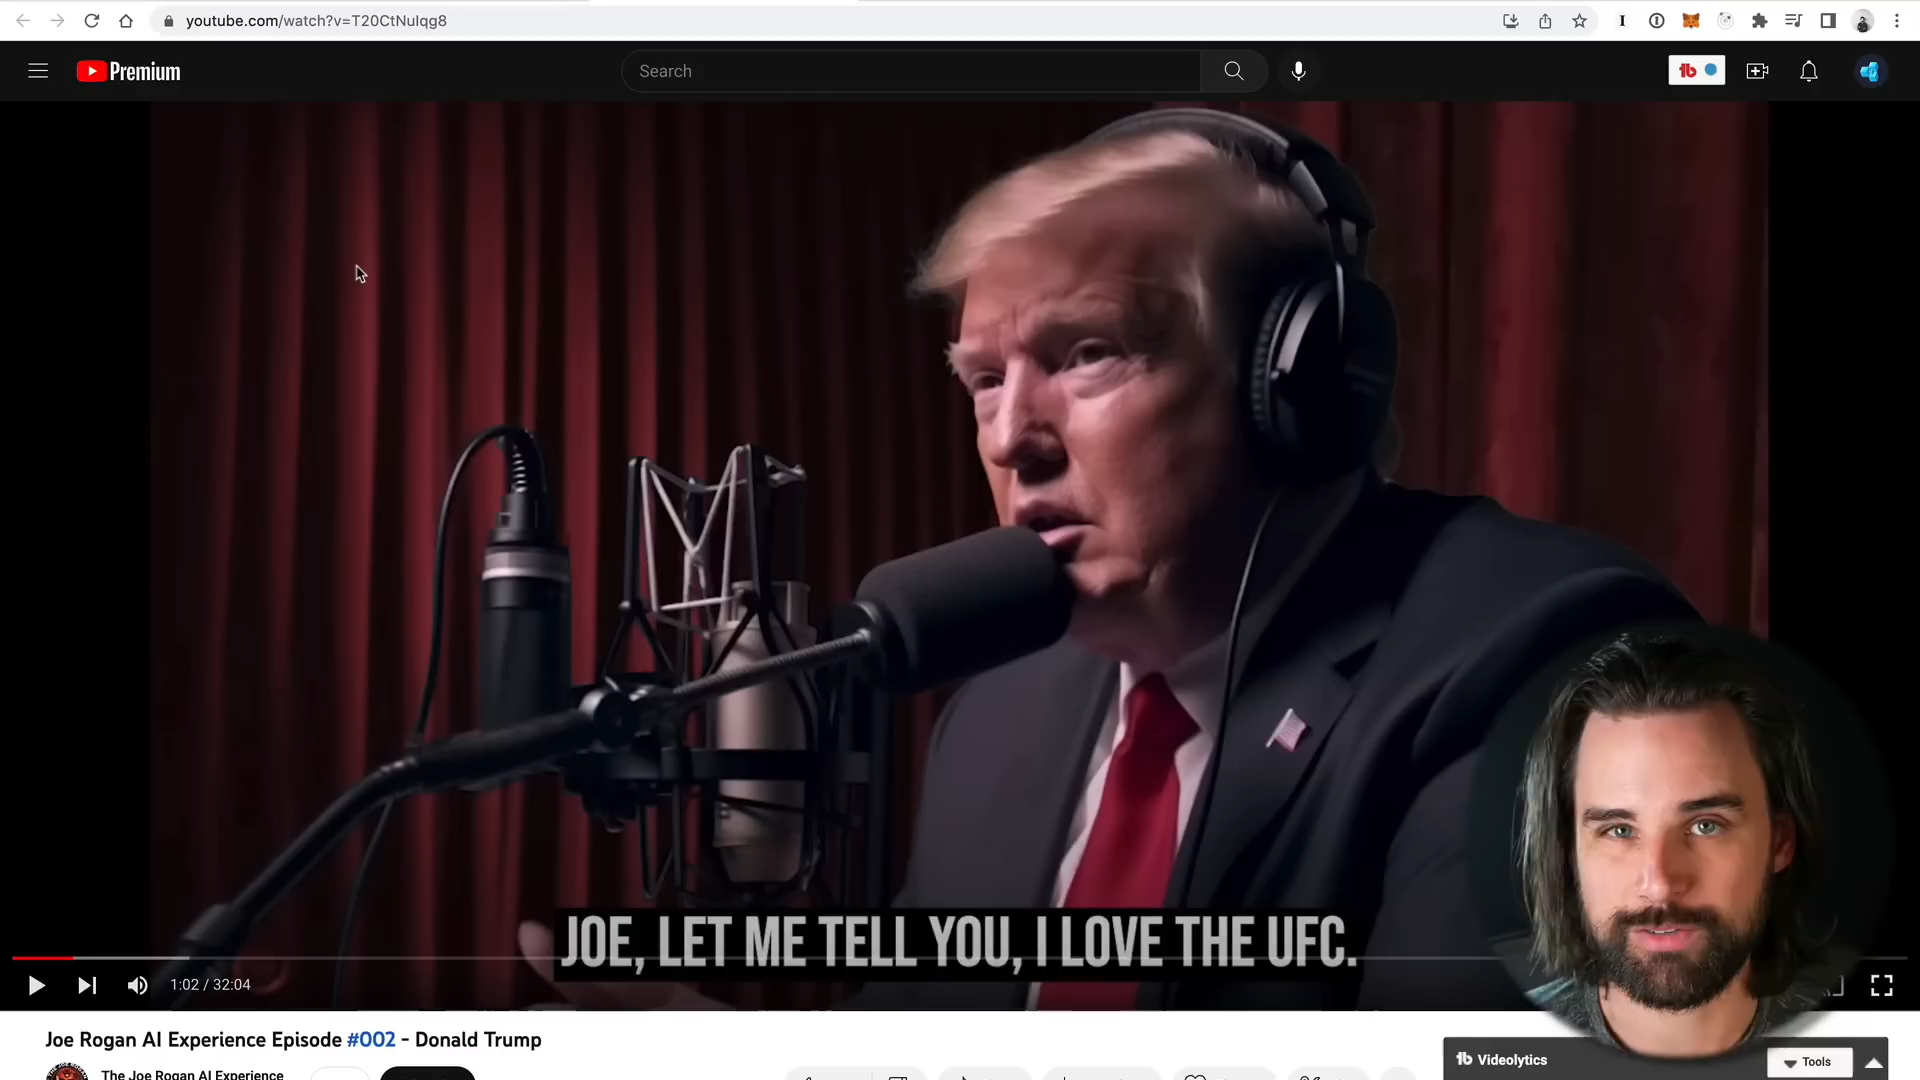 youtube.com/watch?v=T20CtNulqg8
Premium
Search
JOE, LET ME TELL YOU, I LOVE THE UFC.
1:02 / 32:04
Joe Rogan AI Experience Episode #002 - Donald Trump
The Joe Rogan AI Experience
tb Videolytics
Tools